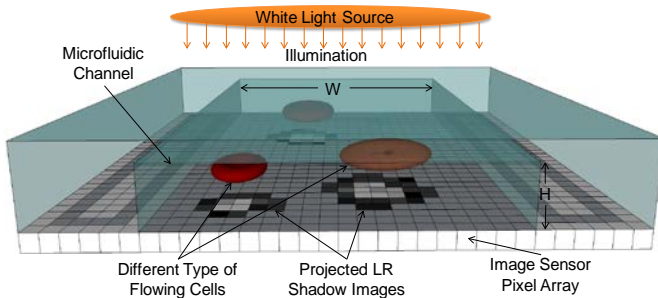 White Light Source
Illumination
Microfluidic
Channel
W
H
Different Type of
Flowing Cells
Projected LR
Shadow Images
Image Sensor
Pixel Array